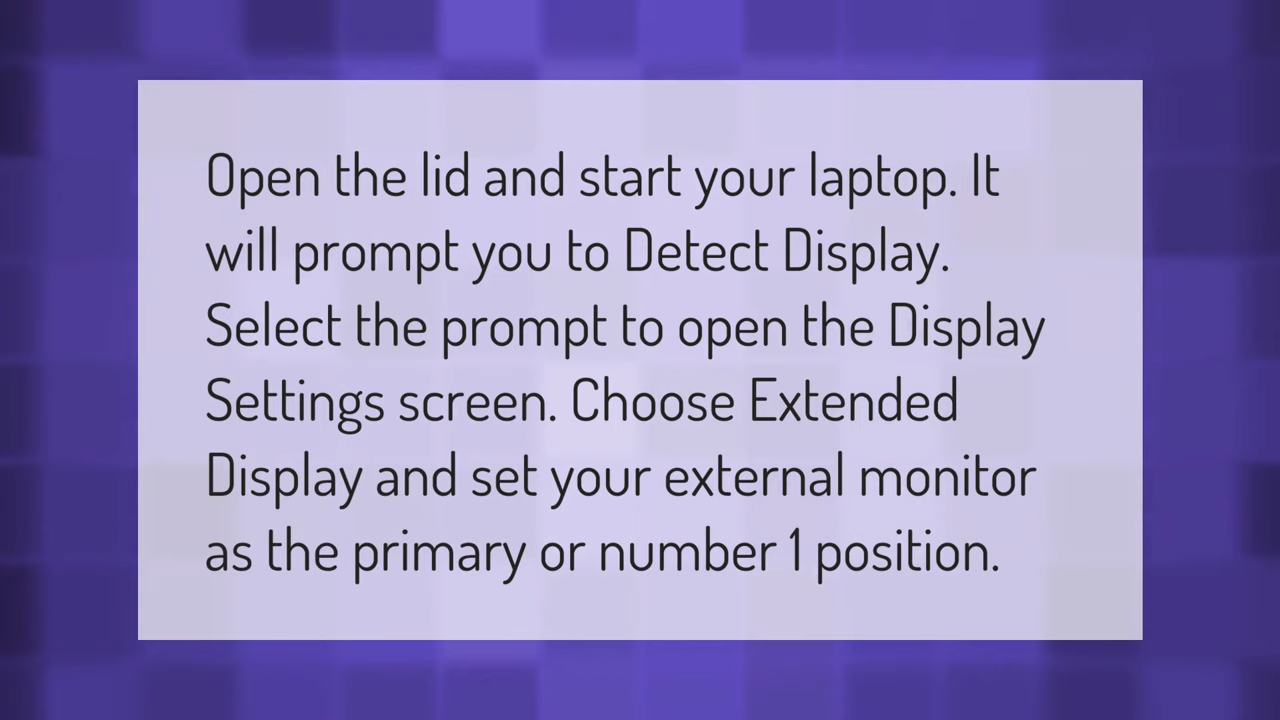 Open the lid and start your laptop. It
will prompt you to Detect Display.
Select the prompt to open the Display
Settings screen. Choose Extended
Display and set your external monitor
as the primary or number 1 position.